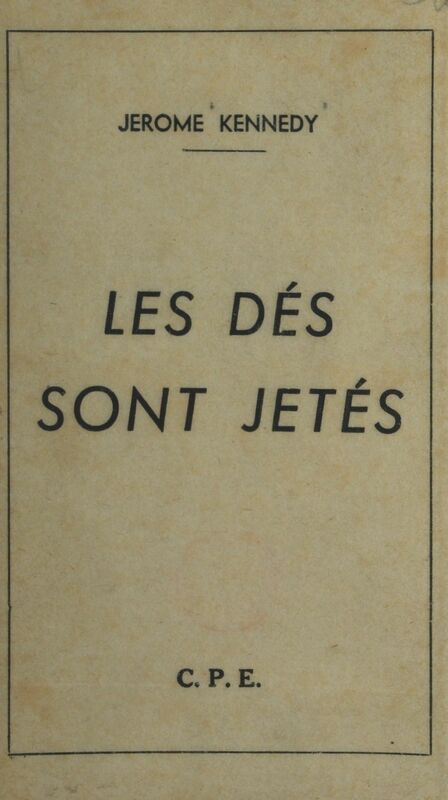 JEROME KENNEDY
LES DÉS
SONT JETÉS
C. P. E.